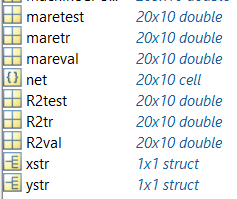 maretest 20x10 double
maretr 20x10 double
mareval 20x10 double
net 20x10 cell
R2test 20x10 double
R2tr 20x10 double
R2val 20x10 double
xstr 1x1 struct
ystr 1x1 struct